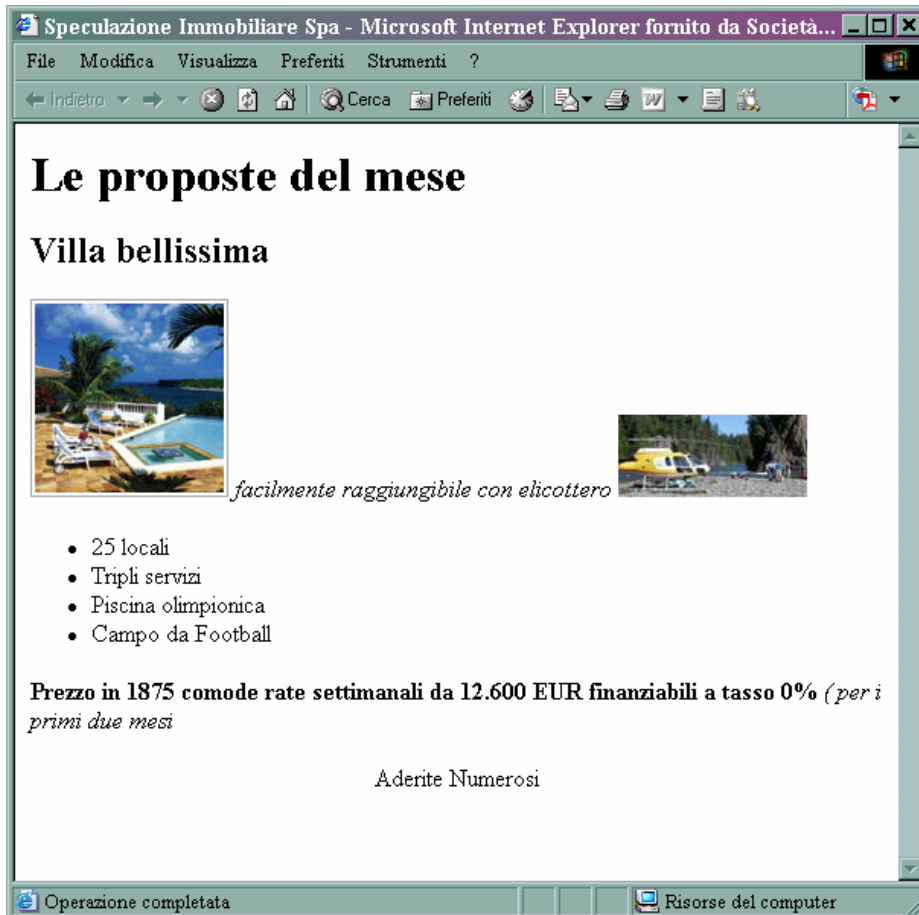 Speculazione Immobiliare Spa - Microsoft Internet Explorer fornito da Società...
File Modifica Visualizza Preferiti Strumenti ?
Indietro Cerca Preferiti
Le proposte del mese
Villa bellissima
facilmente raggiungibile con elicottero
• 25 locali
• Tripli servizi
• Piscina olimpionica
• Campo da Football
Prezzo in 1875 comode rate settimanali da 12.600 EUR finanziabili a tasso 0% ( per i
primi due mesi
Aderite Numerosi
Operazione completata Risorse del computer